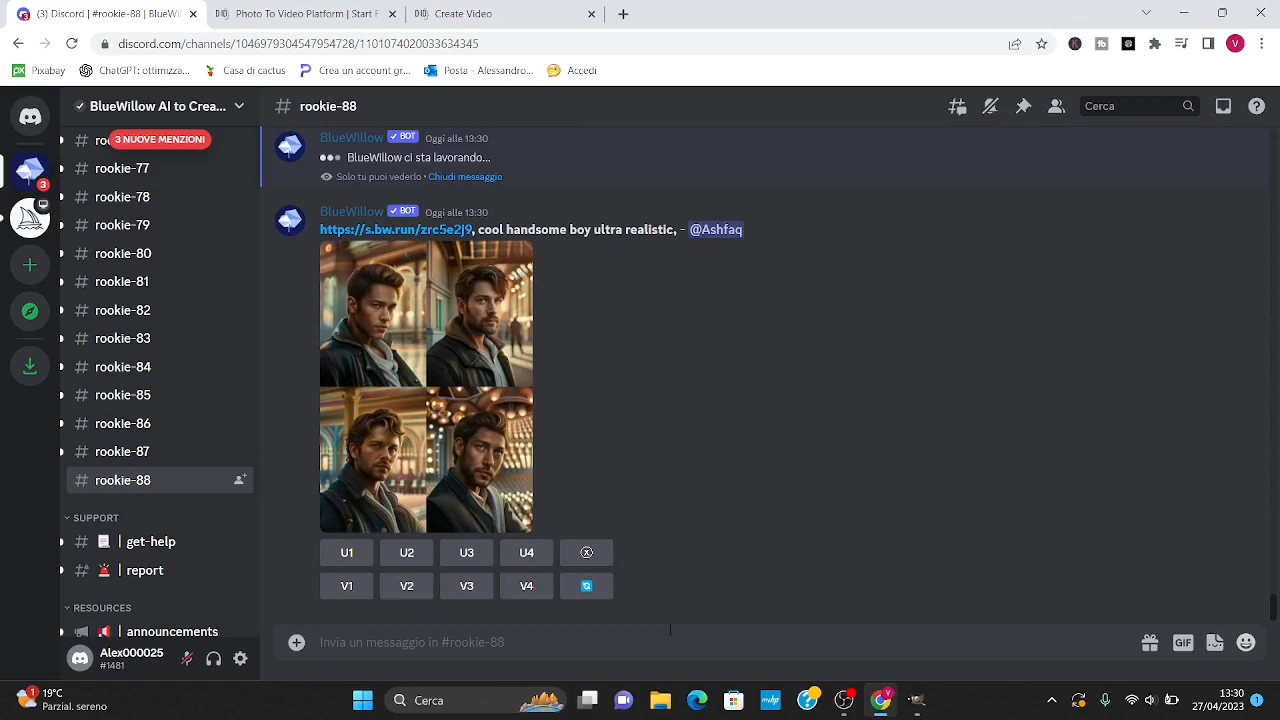 (3) Discord | #rookie-88 | BlueWil
Photo To Video Platform | Start F
Create Video
discord.com/channels/1046979304547954728/1101074020033634345
Pixabay
ChatGPT: ottimizza...
Casa di cactus
Crea un account gr...
Posta - Alessandro...
Accedi
BlueWillow AI to Crea...
rookie-88
Cerca
3 NUOVE MENZIONI
rookie-77
rookie-78
rookie-79
rookie-80
rookie-81
rookie-82
rookie-83
rookie-84
rookie-85
rookie-86
rookie-87
rookie-88
SUPPORT
| get-help
| report
RESOURCES
| announcements
Alex000025
#1481
BlueWillow BOT Oggi alle 13:30
BlueWillow ci sta lavorando...
Solo tu puoi vederlo • Chiudi messaggio
BlueWillow BOT Oggi alle 13:30
https://s.bw.run/zrc5e2j9, cool handsome boy ultra realistic, - @Ashfaq
U1 U2 U3 U4
V1 V2 V3 V4
Invia un messaggio in #rookie-88
GIF
19°C
Parzial. sereno
Cerca
13:30
27/04/2023